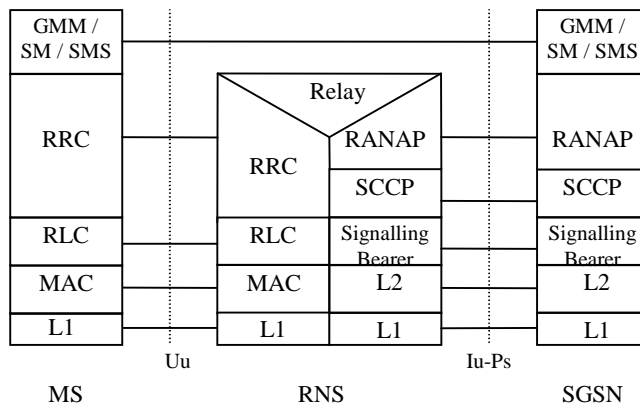 GMM /
SM / SMS
GMM /
SM / SMS
Relay
RRC
RRC
RANAP
RANAP
SCCP
SCCP
RLC
RLC
Signalling
Bearer
Signalling
Bearer
MAC
MAC
L2
L2
L1
L1
L1
L1
Uu
Iu-Ps
MS
RNS
SGSN